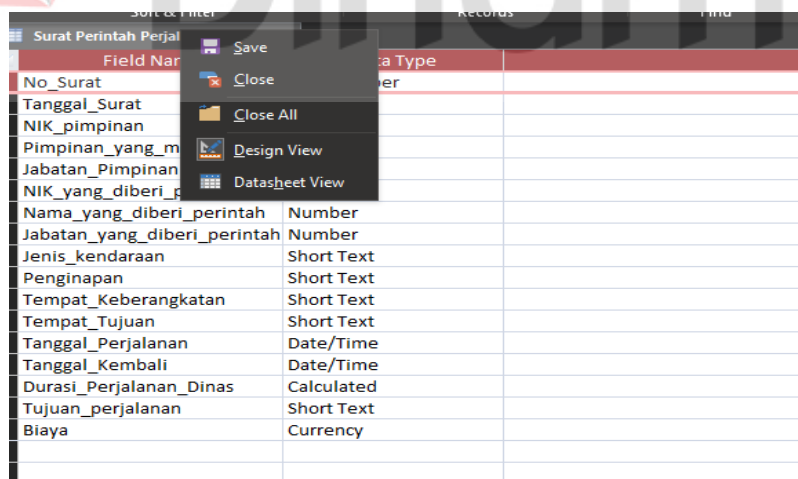 Sort & Filter Records Find
Surat Perintah Perjal
Save
Field Nar a Type
Close
No_Surat ber
Tanggal_Surat
Close All
NIK_pimpinan
Pimpinan_yang_m
Design View
Jabatan_Pimpinan
Datasheet View
NIK_yang_diberi_p
Nama_yang_diberi_perintah Number
Jabatan_yang_diberi_perintah Number
Jenis_kendaraan Short Text
Penginapan Short Text
Tempat_Keberangkatan Short Text
Tempat_Tujuan Short Text
Tanggal_Perjalanan Date/Time
Tanggal_Kembali Date/Time
Durasi_Perjalanan_Dinas Calculated
Tujuan_perjalanan Short Text
Biaya Currency